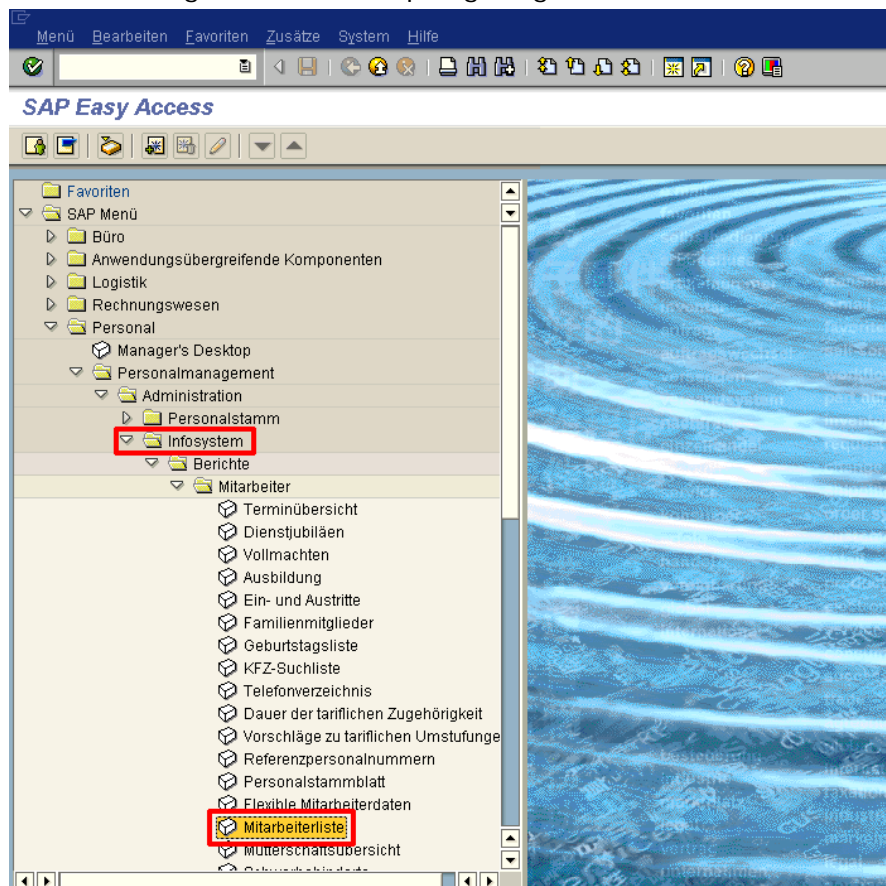 Menü Bearbeiten Favoriten Zusätze System Hilfe
SAP Easy Access
Favoriten
SAP Menü
Büro
Anwendungsübergreifende Komponenten
Logistik
Rechnungswesen
Personal
Manager's Desktop
Personalmanagement
Administration
Personalstamm
Infosystem
Berichte
Mitarbeiter
Terminübersicht
Dienstjubiläen
Vollmachten
Ausbildung
Ein- und Austritte
Familienmitglieder
Geburtstagsliste
KFZ-Suchliste
Telefonverzeichnis
Dauer der tariflichen Zugehörigkeit
Vorschläge zu tariflichen Umstufunge
Referenzpersonalnummern
Personalstammblatt
Flexible Mitarbeiterdaten
Mitarbeiterliste
Mutterschaftsübersicht